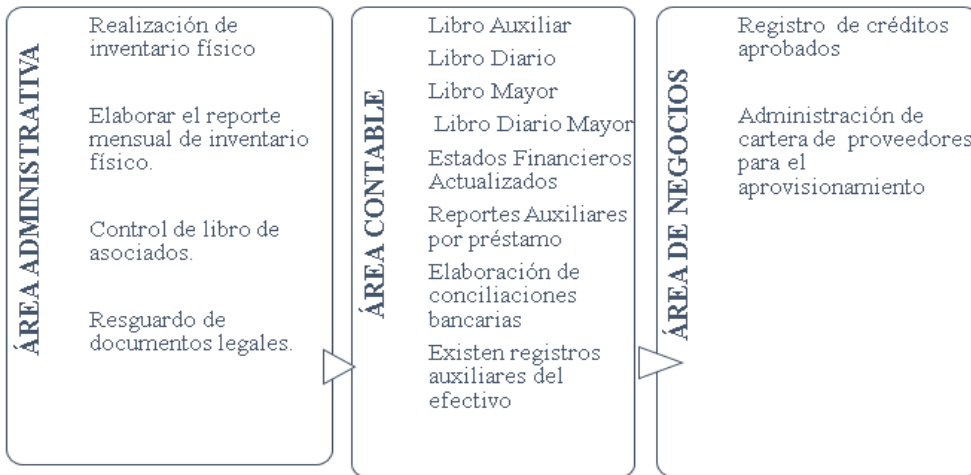 ÁREA ADMINISTRATIVA
Realización de
inventario físico
Elaborar el reporte
mensual de inventario
físico.
Control de libro de
asociados.
Resguardo de
documentos legales.
ÁREA CONTABLE
Libro Auxiliar
Libro Diario
Libro Mayor
Libro Diario Mayor
Estados Financieros
Actualizados
Reportes Auxiliares
por préstamo
Elaboración de
conciliaciones
bancarias
Existen registros
auxiliares del
efectivo
ÁREA DE NEGOCIOS
Registro de créditos
aprobados
Administración de
cartera de proveedores
para el
aprovisionamiento